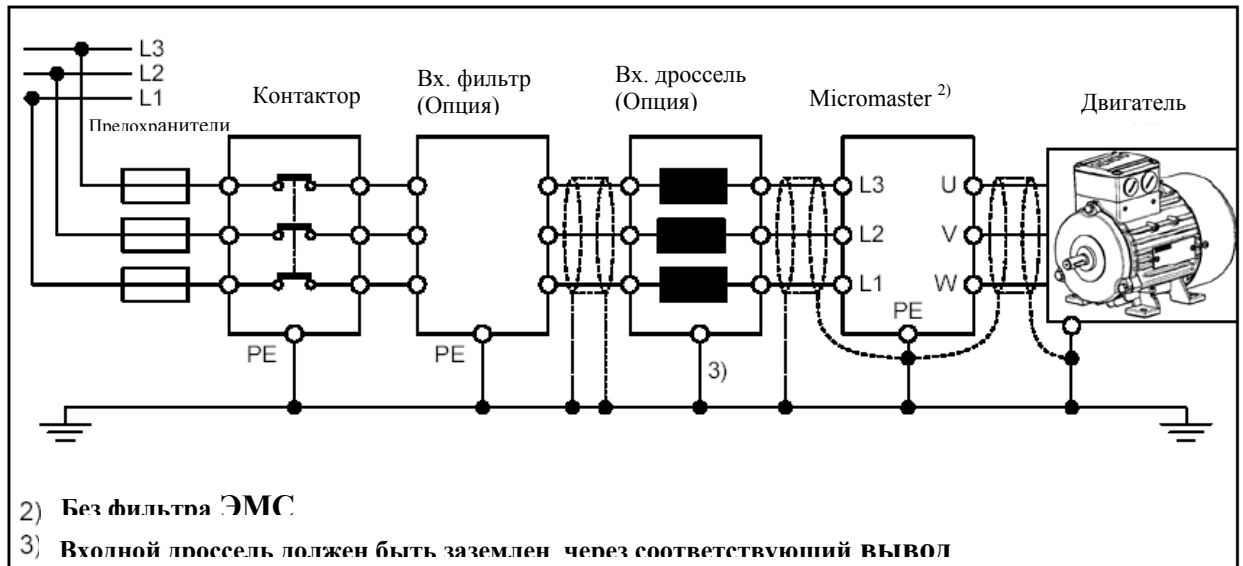 L3
L2
L1
Предохранители
Контактор
Вх. фильтр
(Опция)
Вх. дроссель
(Опция)
Micromaster 2)
Двигатель
L3
L2
L1
U
V
W
PE
PE
PE
3)
2) Без фильтра ЭМС
3) Входной дроссель должен быть заземлен через соответствующий вывод